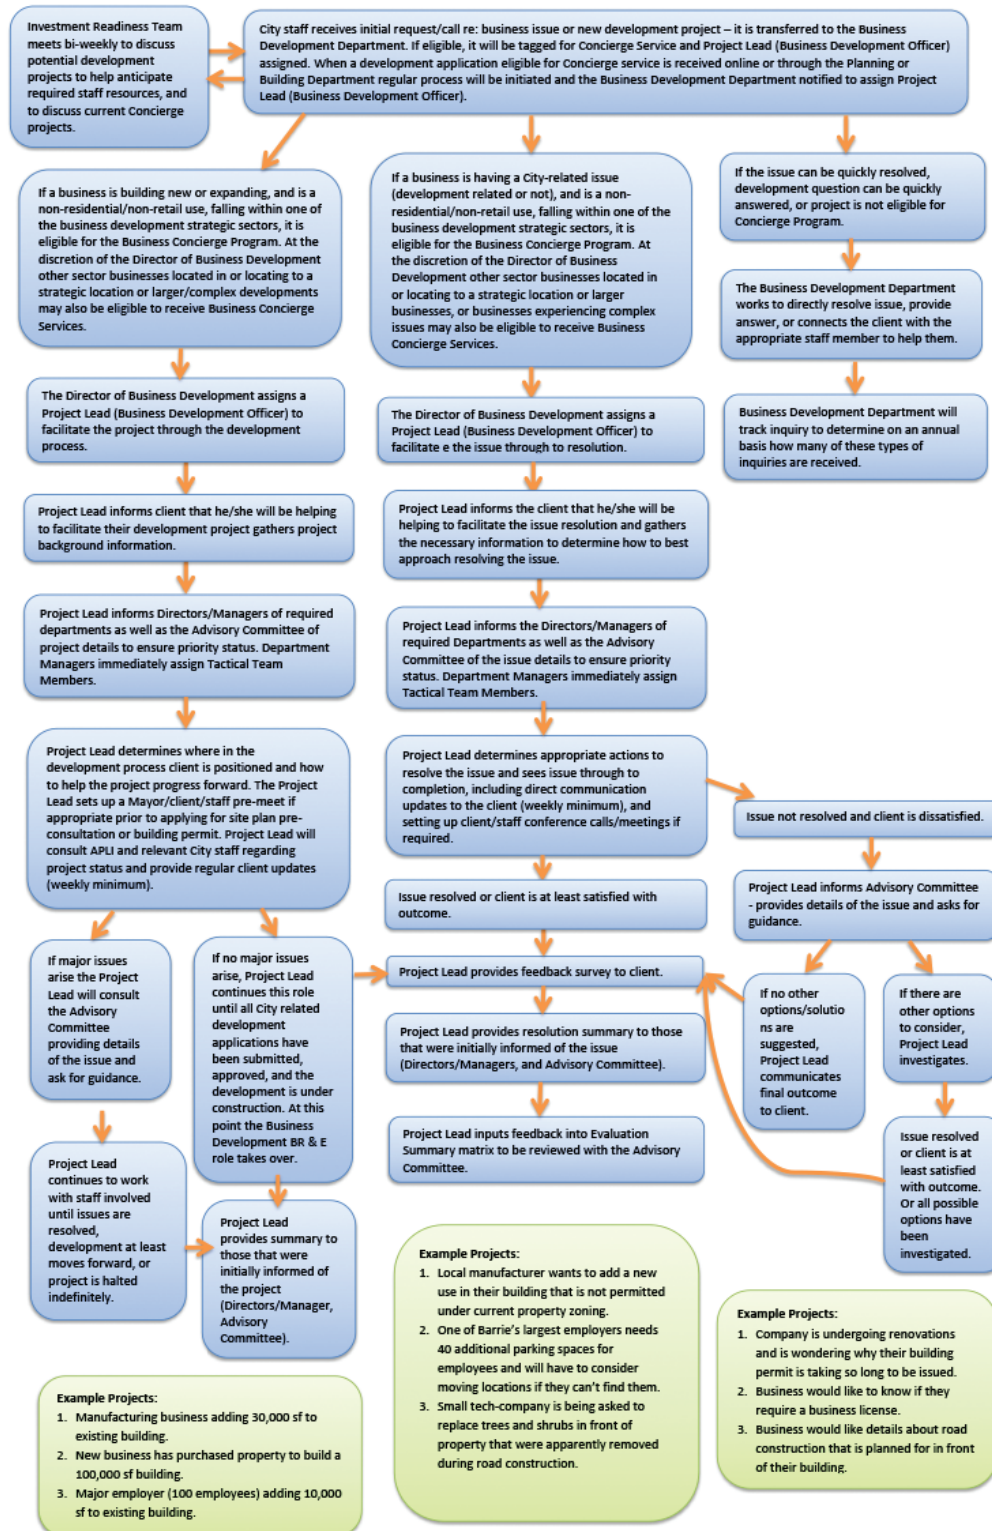 Investment Readiness Team
meets bi-weekly to discuss
potential development
projects to help anticipate
required staff resources, and
to discuss current Concierge
projects.
City staff receives initial request/call re: business issue or new development project – it is transferred to the Business
Development Department. If eligible, it will be tagged for Concierge Service and Project Lead (Business Development Officer)
assigned. When a development application eligible for Concierge service is received online or through the Planning or
Building Department regular process will be initiated and the Business Development Department notified to assign Project
Lead (Business Development Officer).
If a business is building new or expanding, and is a
non-residential/non-retail use, falling within one of
the business development strategic sectors, it is
eligible for the Business Concierge Program. At the
discretion of the Director of Business Development
other sector businesses located in or locating to a
strategic location or larger/complex developments
may also be eligible to receive Business Concierge
Services.
The Director of Business Development assigns a
Project Lead (Business Development Officer) to
facilitate the project through the development
process.
Project Lead informs client that he/she will be helping
to facilitate their development project gathers project
background information.
Project Lead informs Directors/Managers of required
departments as well as the Advisory Committee of
project details to ensure priority status. Department
Managers immediately assign Tactical Team
Members.
Project Lead determines where in the
development process client is positioned and how
to help the project progress forward. The Project
Lead sets up a Mayor/client/staff pre-meet if
appropriate prior to applying for site plan pre-
consultation or building permit. Project Lead will
consult APLI and relevant City staff regarding
project status and provide regular client updates
(weekly minimum).
If major issues
arise the Project
Lead will consult
the Advisory
Committee
providing details
of the issue and
ask for guidance.
Project Lead
continues to work
with staff involved
until issues are
resolved,
development at least
moves forward, or
project is halted
indefinitely.
If no major issues
arise, Project Lead
continues this role
until all City related
development
applications have
been submitted,
approved, and the
development is under
construction. At this
point the Business
Development BR & E
role takes over.
Project Lead
provides summary to
those that were
initially informed of
the project
(Directors/Manager,
Advisory
Committee).
Example Projects:
1. Manufacturing business adding 30,000 sf to
existing building.
2. New business has purchased property to build a
100,000 sf building.
3. Major employer (100 employees) adding 10,000
sf to existing building.
If a business is having a City-related issue
(development related or not), and is a non-
residential/non-retail use, falling within one of the
business development strategic sectors, it is
eligible for the Business Concierge Program. At
the discretion of the Director of Business
Development other sector businesses located in
or locating to a strategic location or larger
businesses, or businesses experiencing complex
issues may also be eligible to receive Business
Concierge Services.
The Director of Business Development assigns a
Project Lead (Business Development Officer) to
facilitate e the issue through to resolution.
Project Lead informs the client that he/she will be
helping to facilitate the issue resolution and gathers
the necessary information to determine how to best
approach resolving the issue.
Project Lead informs the Directors/Managers of
required Departments as well as the Advisory
Committee of the issue details to ensure priority
status. Department Managers immediately assign
Tactical Team Members.
Project Lead determines appropriate actions to
resolve the issue and sees issue through to
completion, including direct communication
updates to the client (weekly minimum), and
setting up client/staff conference calls/meetings if
required.
Issue resolved or client is at least satisfied with
outcome.
Project Lead provides feedback survey to client.
Project Lead provides resolution summary to those
that were initially informed of the issue
(Directors/Managers, and Advisory Committee).
Project Lead inputs feedback into Evaluation
Summary matrix to be reviewed with the Advisory
Committee.
Example Projects:
1. Local manufacturer wants to add a new
use in their building that is not permitted
under current property zoning.
2. One of Barrie's largest employers needs
40 additional parking spaces for
employees and will have to consider
moving locations if they can't find them.
3. Small tech-company is being asked to
replace trees and shrubs in front of
property that were apparently removed
during road construction.
If the issue can be quickly resolved,
development question can be quickly
answered, or project is not eligible for
Concierge Program.
The Business Development Department
works to directly resolve issue, provide
answer, or connects the client with the
appropriate staff member to help them.
Business Development Department will
track inquiry to determine on an annual
basis how many of these types of
inquiries are received.
Issue not resolved and client is dissatisfied.
Project Lead informs Advisory Committee
- provides details of the issue and asks for
guidance.
If no other
options/solutio
ns are
suggested,
Project Lead
communicates
final outcome
to client.
If there are
other options
to consider,
Project Lead
investigates.
Issue resolved
or client is at
least satisfied
with outcome.
Or all possible
options have
been
investigated.
Example Projects:
1. Company is undergoing renovations
and is wondering why their building
permit is taking so long to be issued.
2. Business would like to know if they
require a business license.
3. Business would like details about road
construction that is planned for in front
of their building.